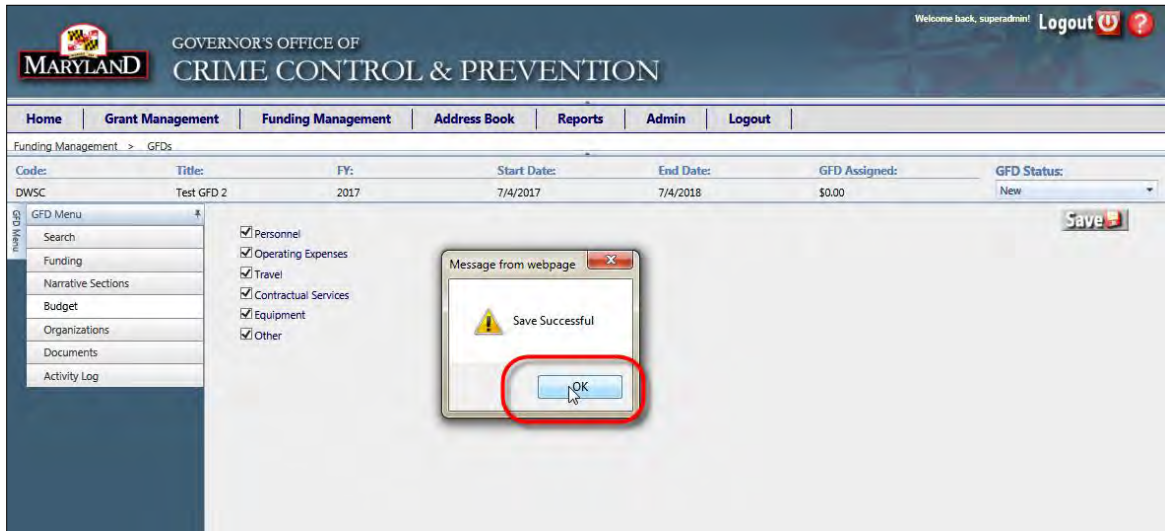 Welcome back, superadmin! Logout ?
MARYLAND
GOVERNOR'S OFFICE OF
CRIME CONTROL & PREVENTION
Home Grant Management Funding Management Address Book Reports Admin Logout
Funding Management > GFDs
Code: Title: FY: Start Date: End Date: GFD Assigned: GFD Status:
DWSC Test GFD 2 2017 7/4/2017 7/4/2018 $0.00 New
GFD Menu
GFD Menu
Search
Funding
Narrative Sections
Budget
Organizations
Documents
Activity Log
Personnel
Operating Expenses
Travel
Contractual Services
Equipment
Other
Save
Message from webpage
Save Successful
OK